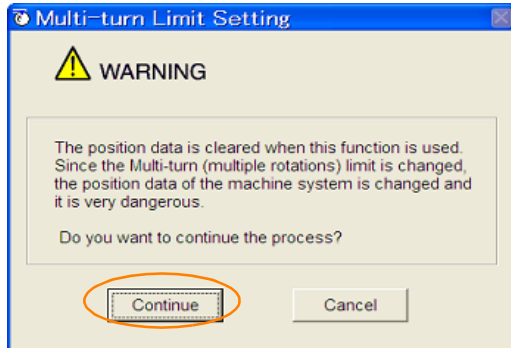 Multi-turn Limit Setting
WARNING
The position data is cleared when this function is used.
Since the Multi-turn (multiple rotations) limit is changed,
the position data of the machine system is changed and
it is very dangerous.
Do you want to continue the process?
Continue
Cancel